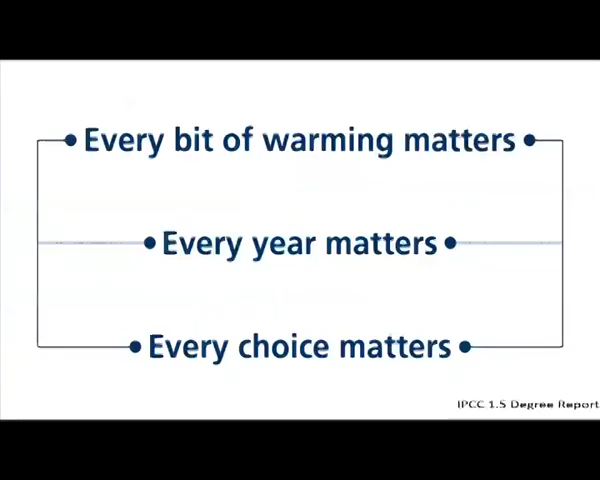 Every bit of warming matters
Every year matters
Every choice matters
IPCC 1.5 Degree Report